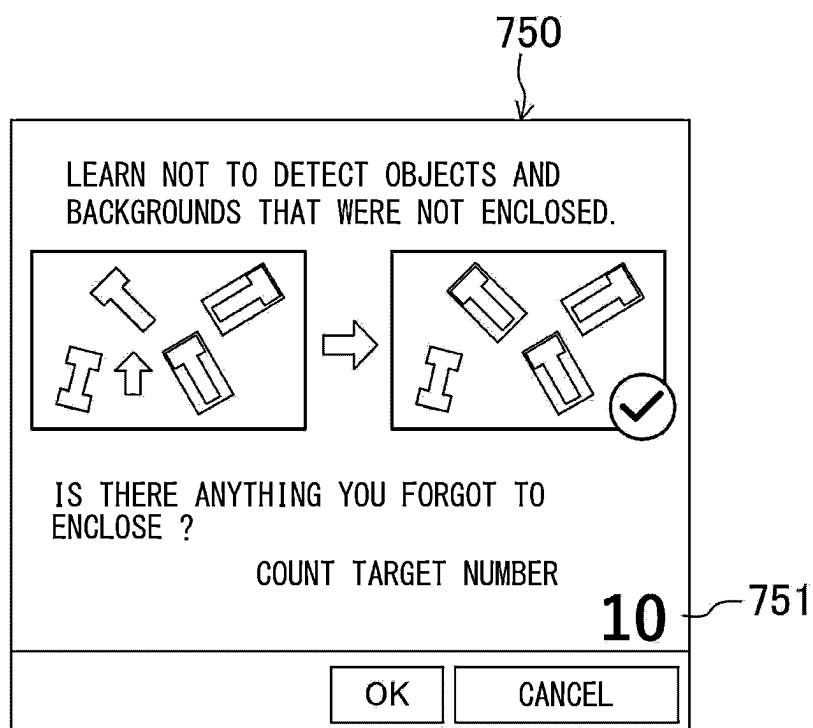 750
LEARN NOT TO DETECT OBJECTS AND
BACKGROUNDS THAT WERE NOT ENCLOSED.
IS THERE ANYTHING YOU FORGOT TO
ENCLOSE ?
COUNT TARGET NUMBER
10
751
OK
CANCEL